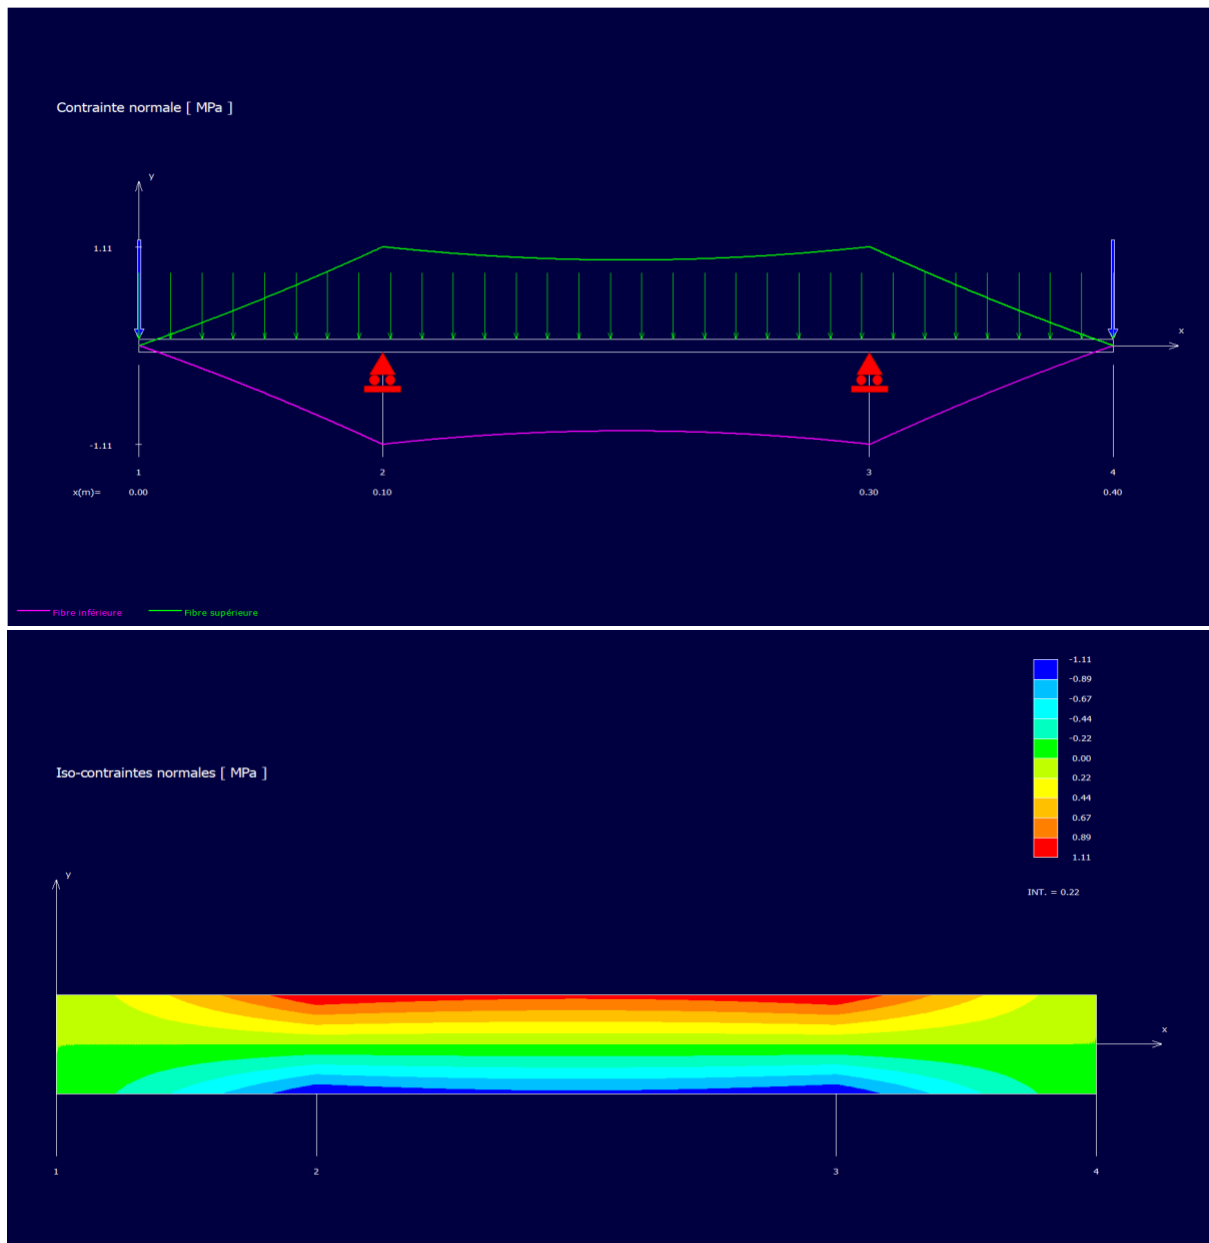 Contrainte normale [ MPa ]
y
1.11
x
-1.11
1 2 3 4
x(m)= 0.00 0.10 0.30 0.40
Fibre inférieure Fibre supérieure
-1.11
-0.89
-0.67
-0.44
-0.22
0.00
0.22
0.44
0.67
0.89
1.11
Iso-contraintes normales [ MPa ]
INT. = 0.22
y
x
1 2 3 4